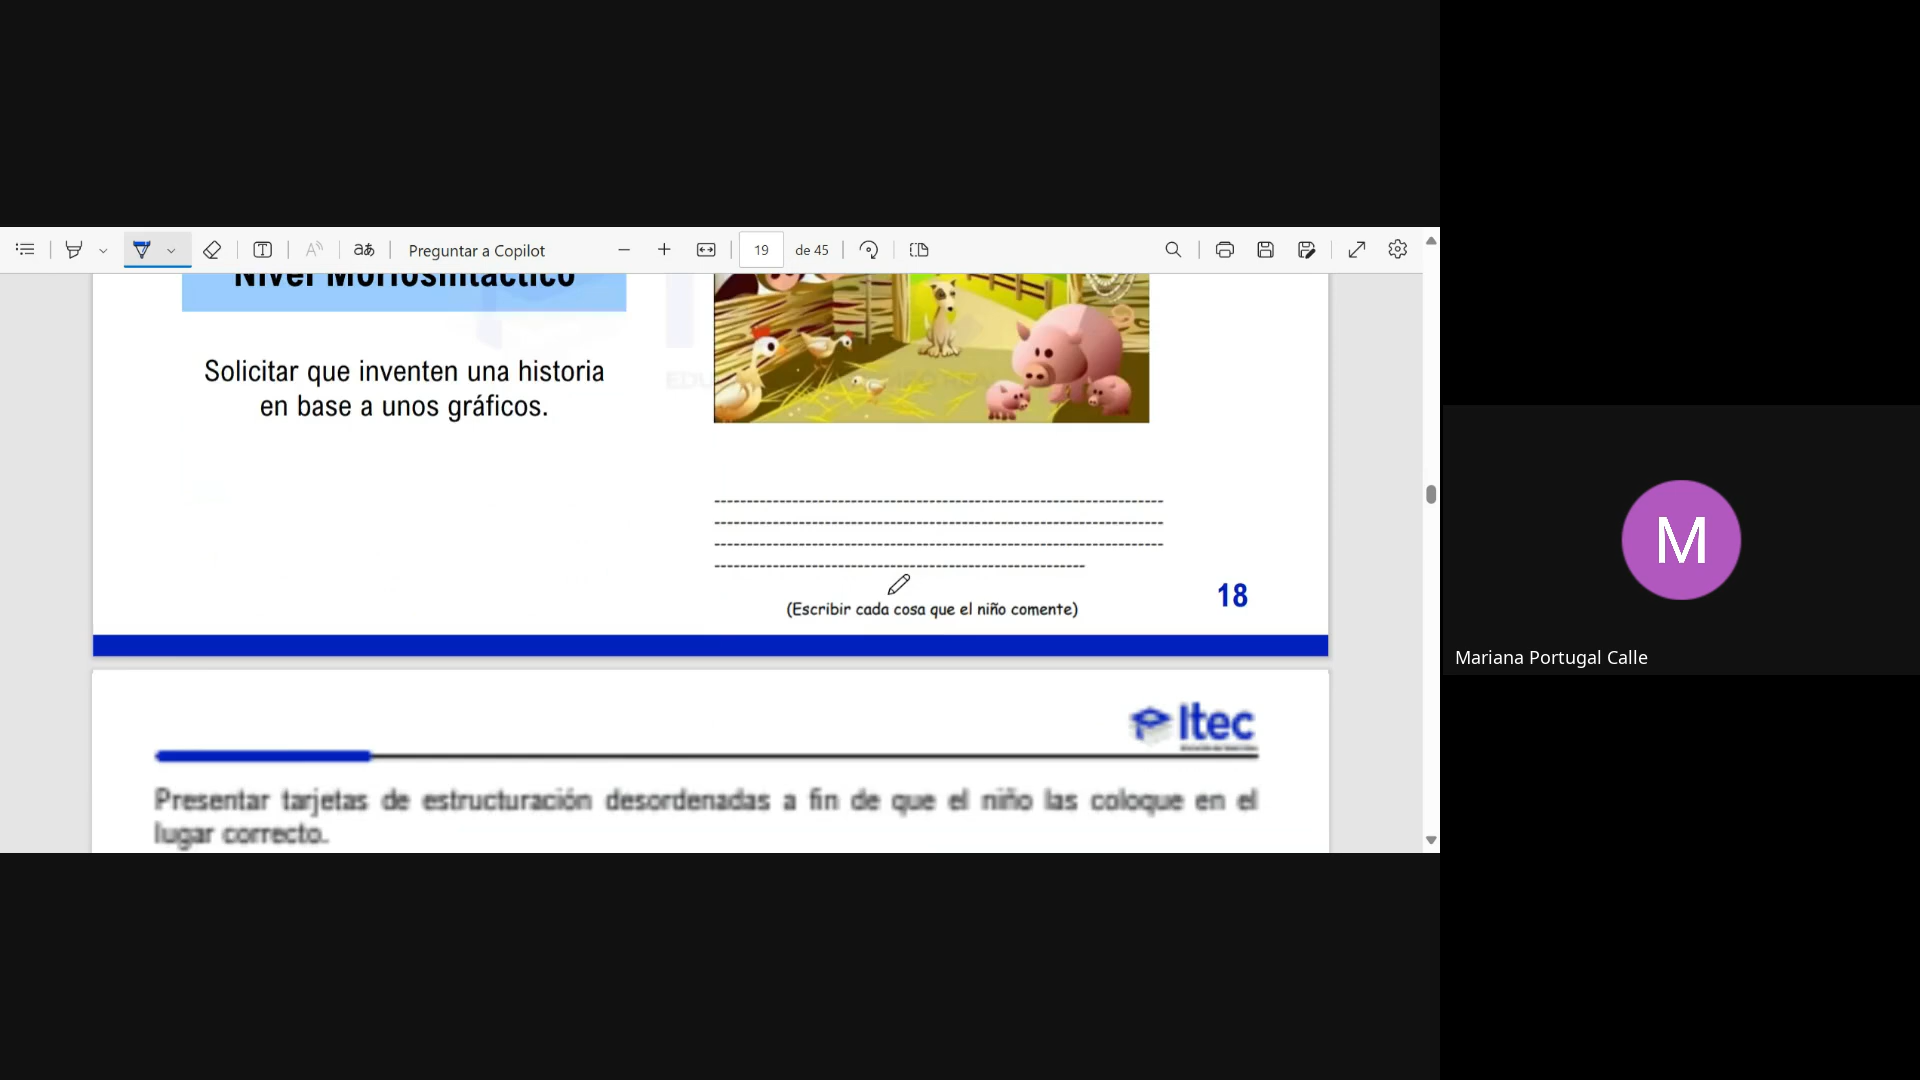 Preguntar a Copilot
19 de 45
Nivel Morfosintáctico
Solicitar que inventen una historia
en base a unos gráficos.
(Escribir cada cosa que el niño comente)
18
Itec
Presentar tarjetas de estructuración desordenadas a fin de que el niño las coloque en el
lugar correcto.
M
Mariana Portugal Calle